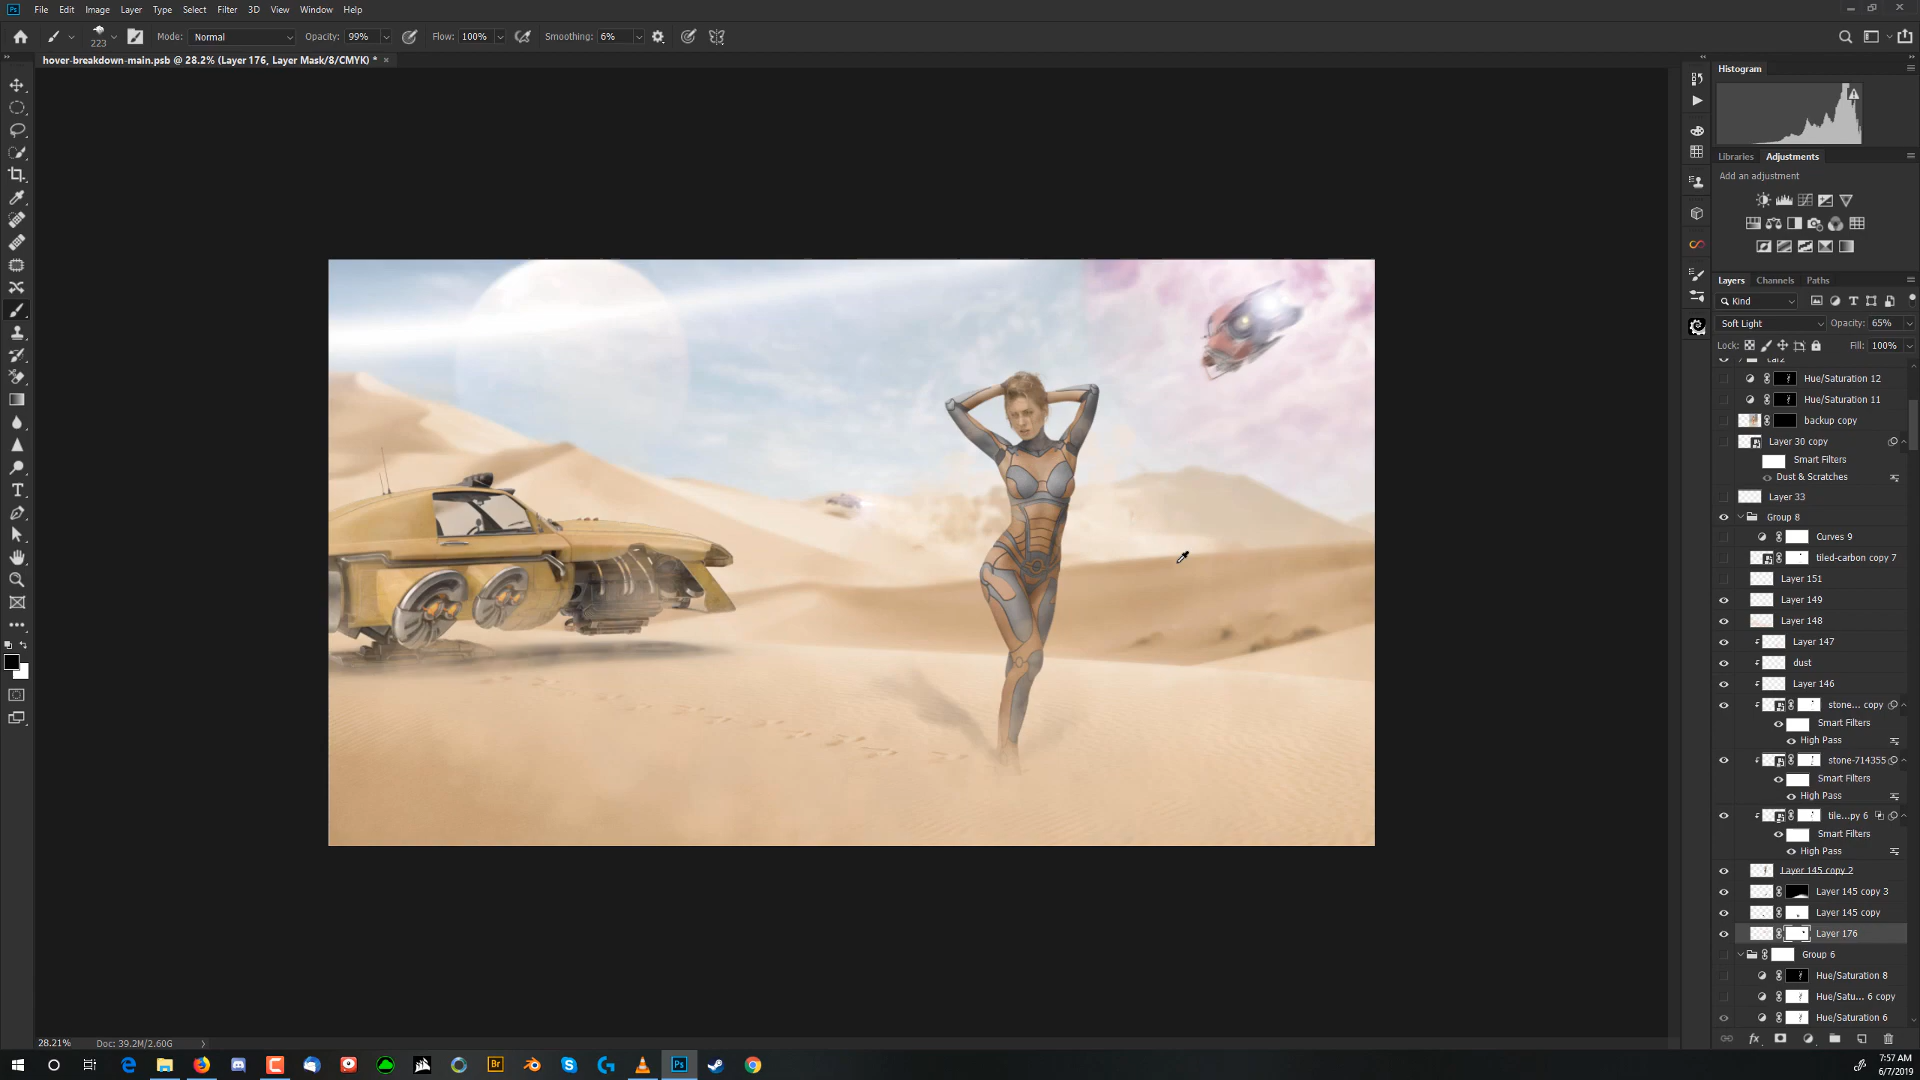 Ps File Edit Image Layer Type Select Filter 3D View Window Help
223 Mode: Normal Opacity: 99% Flow: 100% Smoothing: 6%
hover-breakdown-main.psb @ 28.2% (Layer 176, Layer Mask/8/CMYK) * ×
Histogram
Libraries Adjustments
Add an adjustment
Layers Channels Paths
Kind
Soft Light Opacity: 65%
Lock: Fill: 100%
Hue/Saturation 12
Hue/Saturation 11
backup copy
Layer 30 copy
Smart Filters
Dust & Scratches
Layer 33
Group 8
Curves 9
tiled-carbon copy 7
Layer 151
Layer 149
Layer 148
Layer 147
dust
Layer 146
stone... copy
Smart Filters
High Pass
stone-714355
Smart Filters
High Pass
tile...py 6
Smart Filters
High Pass
Layer 145 copy 2
Layer 145 copy 3
Layer 145 copy
Layer 176
Group 6
Hue/Saturation 8
Hue/Satu... 6 copy
Hue/Saturation 6
28.21% Doc: 39.2M/2.60G
fx
Br Ps
7:57 AM
6/7/2019